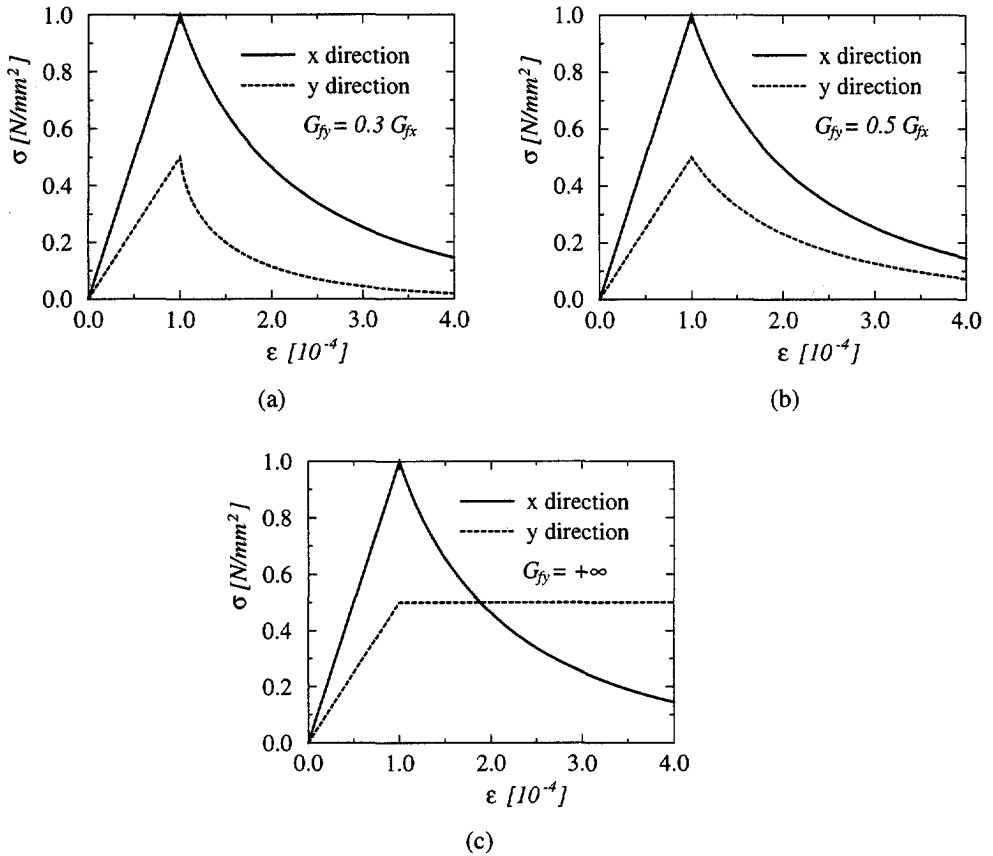 1.0
0.8
0.6
0.4
0.2
0.0
σ [N/mm²]
x direction
y direction
G_fy = 0.3 G_fx
0.0 1.0 2.0 3.0 4.0
ε [10⁻⁴]
(a)
1.0
0.8
0.6
0.4
0.2
0.0
σ [N/mm²]
x direction
y direction
G_fy = 0.5 G_fx
0.0 1.0 2.0 3.0 4.0
ε [10⁻⁴]
(b)
1.0
0.8
0.6
0.4
0.2
0.0
σ [N/mm²]
x direction
y direction
G_fy = +∞
0.0 1.0 2.0 3.0 4.0
ε [10⁻⁴]
(c)